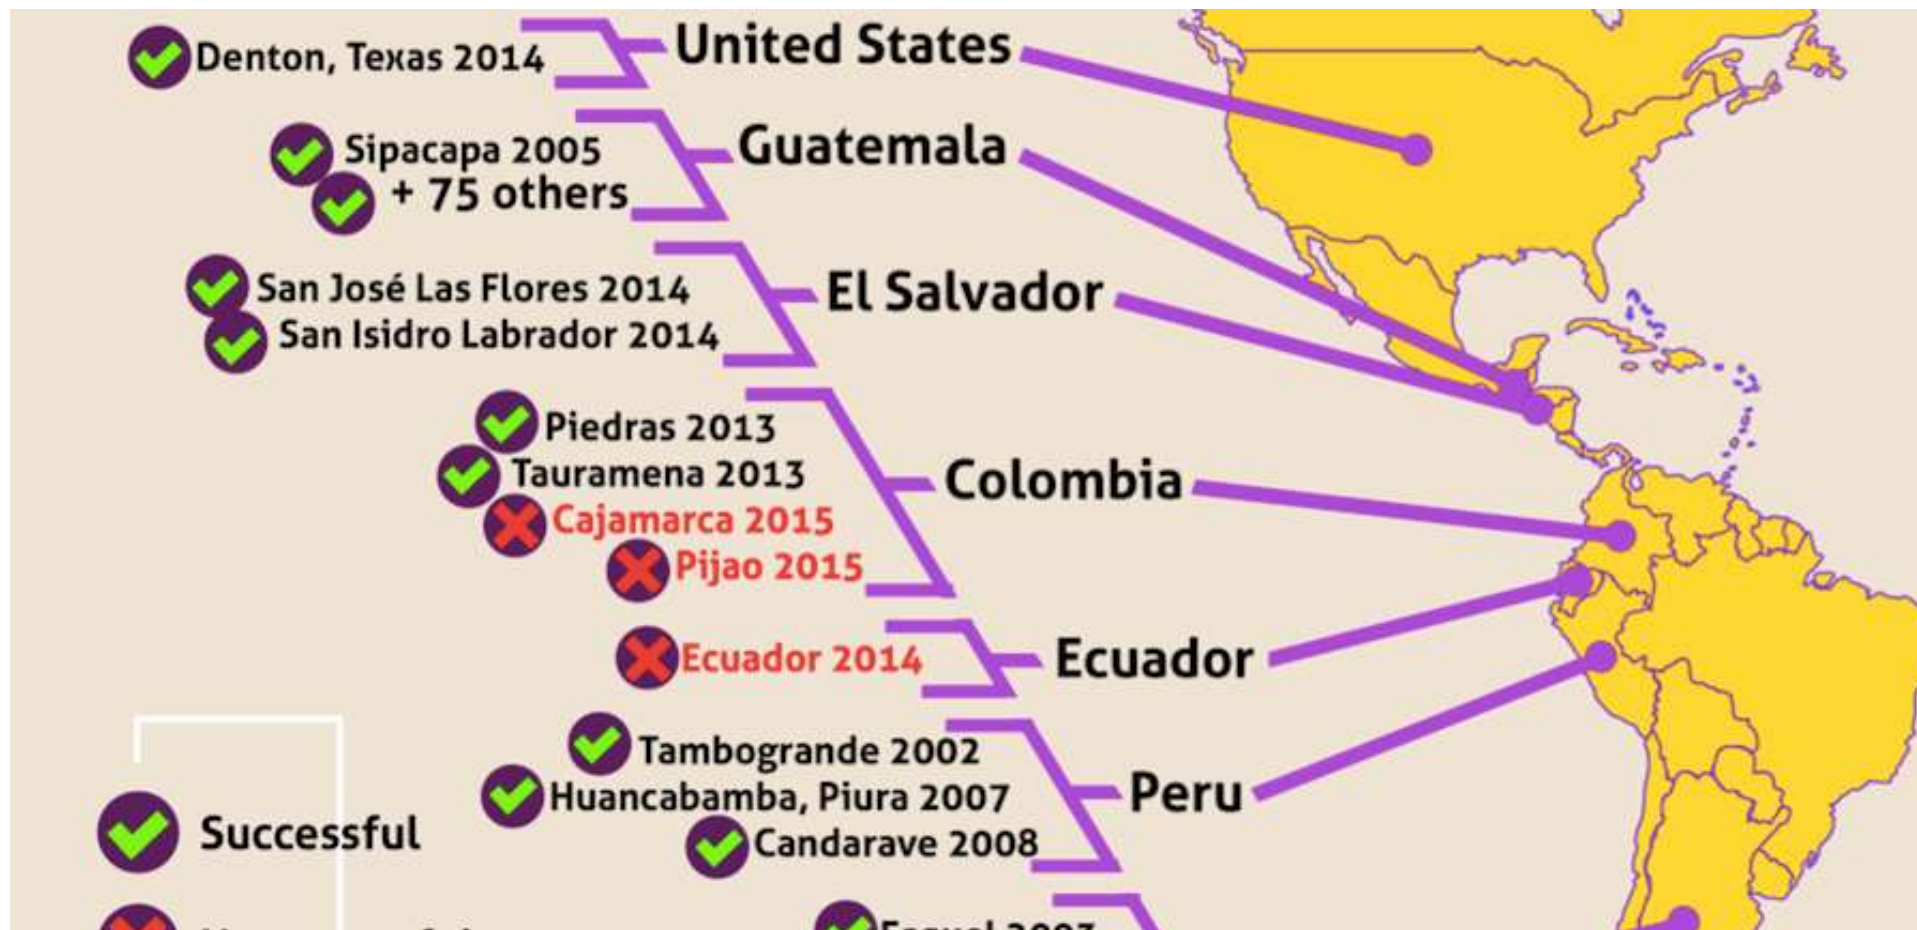 United States
Denton, Texas 2014
Guatemala
Sipacapa 2005
+ 75 others
El Salvador
San José Las Flores 2014
San Isidro Labrador 2014
Colombia
Piedras 2013
Tauramena 2013
Cajamarca 2015
Pijao 2015
Ecuador
Ecuador 2014
Peru
Tambogrande 2002
Huancabamba, Piura 2007
Candarave 2008
Successful